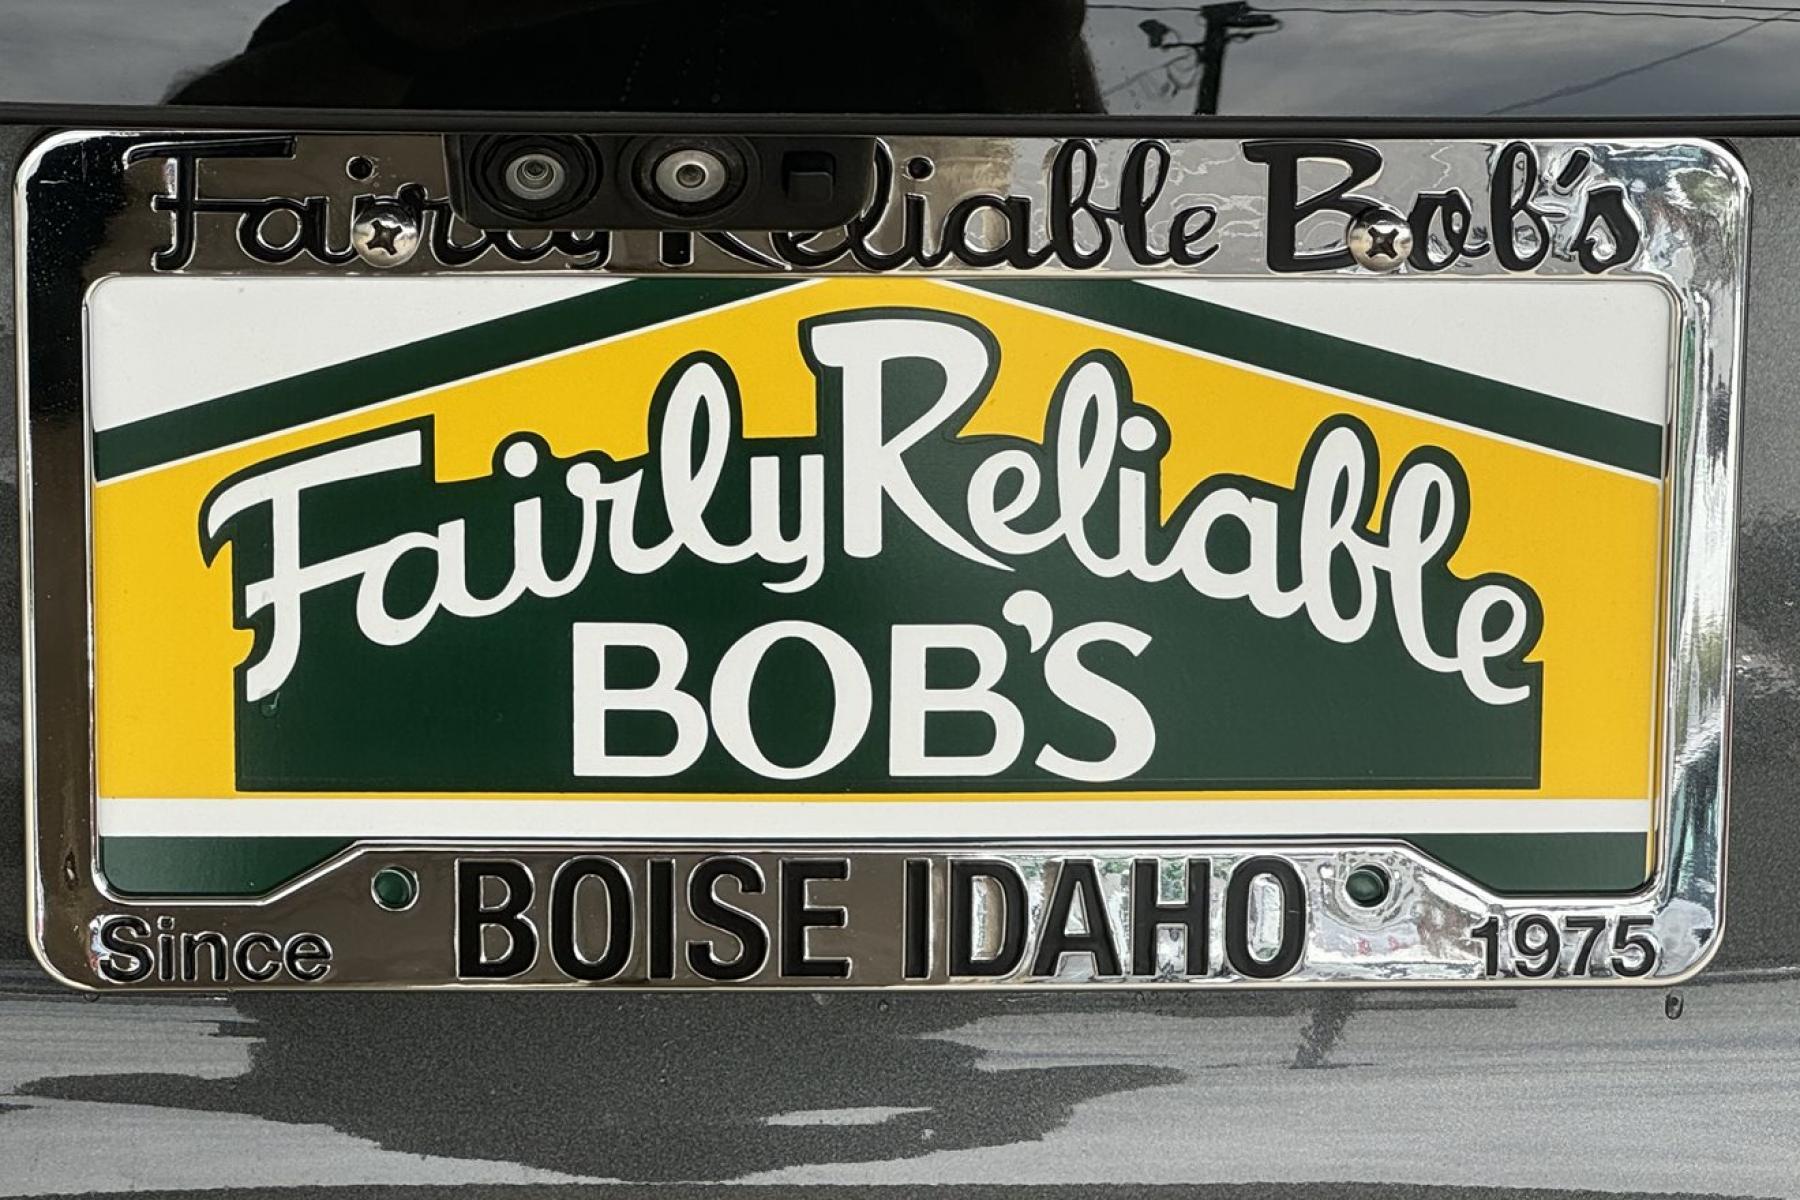 Fairly Reliable Bob's
Fairly Reliable
BOB'S
BOISE IDAHO
Since 1975